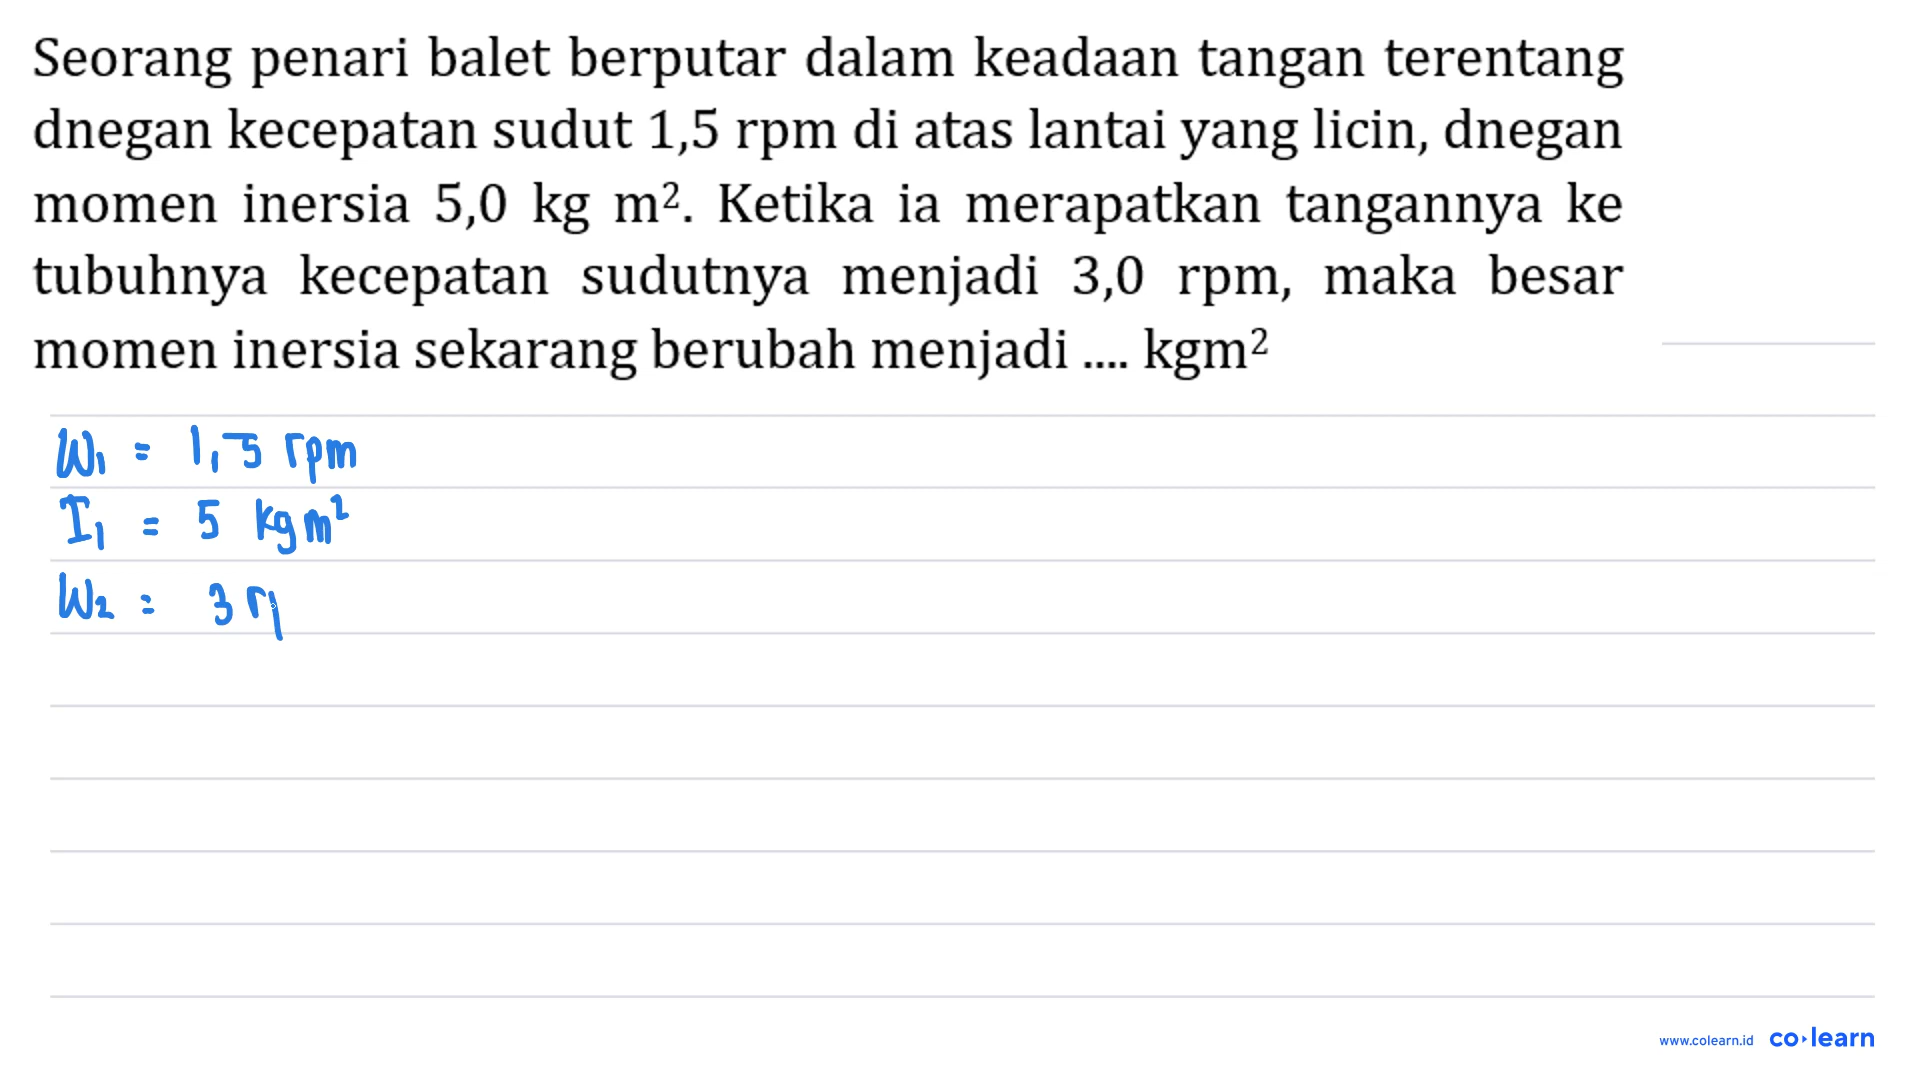 Seorang penari balet berputar dalam keadaan tangan terentang
dnegan kecepatan sudut 1,5 rpm di atas lantai yang licin, dnegan
momen inersia 5,0 kg m². Ketika ia merapatkan tangannya ke
tubuhnya kecepatan sudutnya menjadi 3,0 rpm, maka besar
momen inersia sekarang berubah menjadi .... kgm²
W₁ = 1,5 rpm
I₁ = 5 kgm²
W₂ = 3 rp
www.colearn.id co·learn